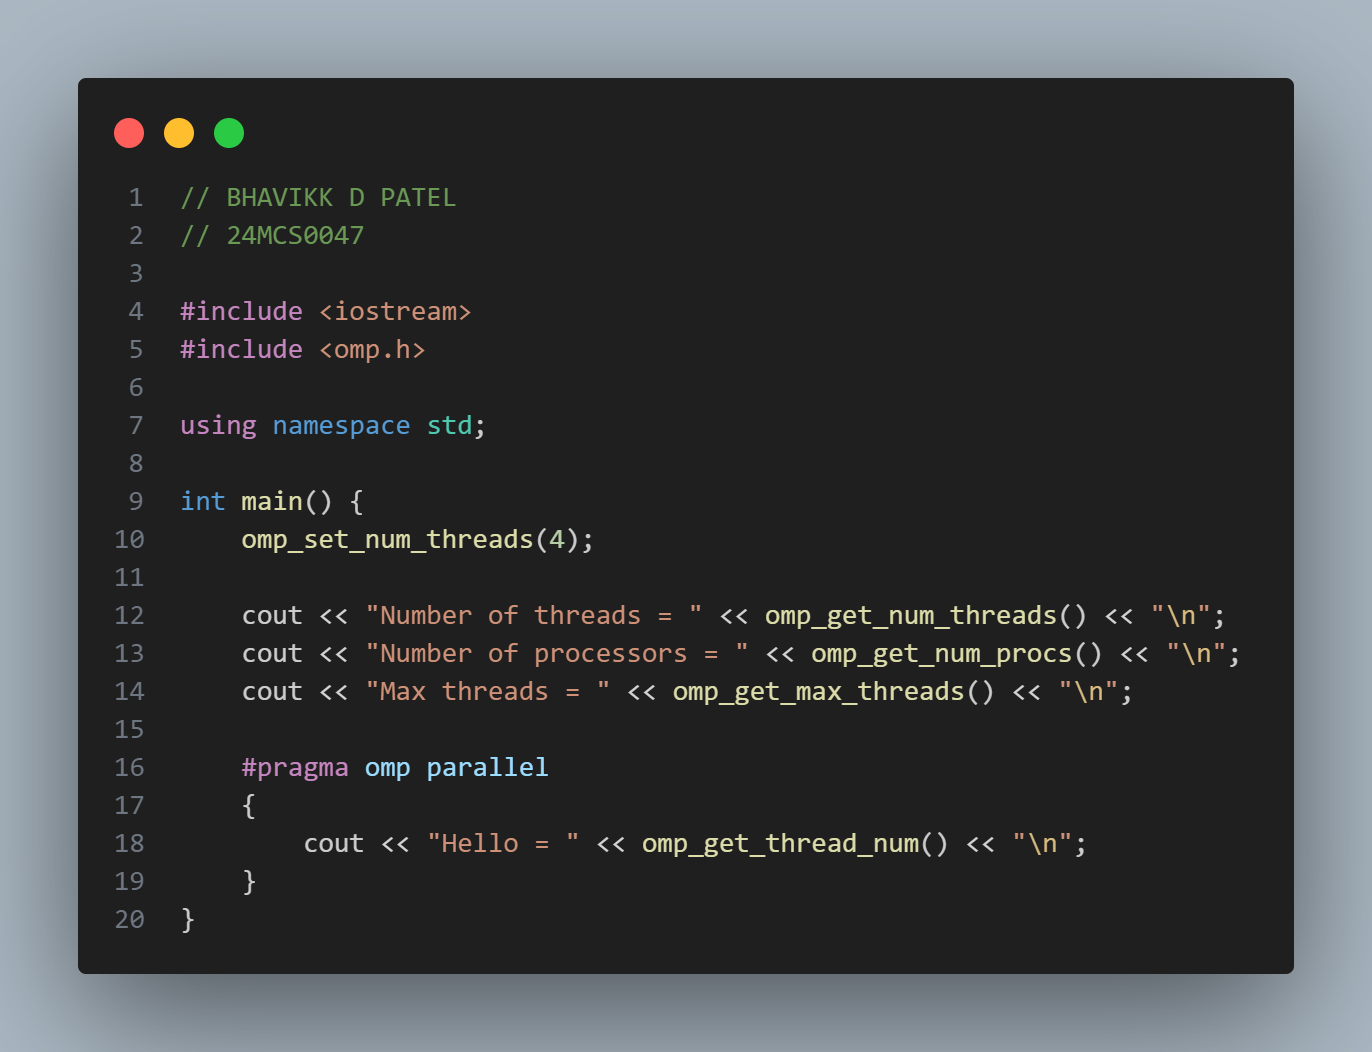 1 // BHAVIKK D PATEL
2 // 24MCS0047
3
4 #include <iostream>
5 #include <omp.h>
6
7 using namespace std;
8
9 int main() {
10     omp_set_num_threads(4);
11
12     cout << "Number of threads = " << omp_get_num_threads() << "\n";
13     cout << "Number of processors = " << omp_get_num_procs() << "\n";
14     cout << "Max threads = " << omp_get_max_threads() << "\n";
15
16     #pragma omp parallel
17     {
18         cout << "Hello = " << omp_get_thread_num() << "\n";
19     }
20 }